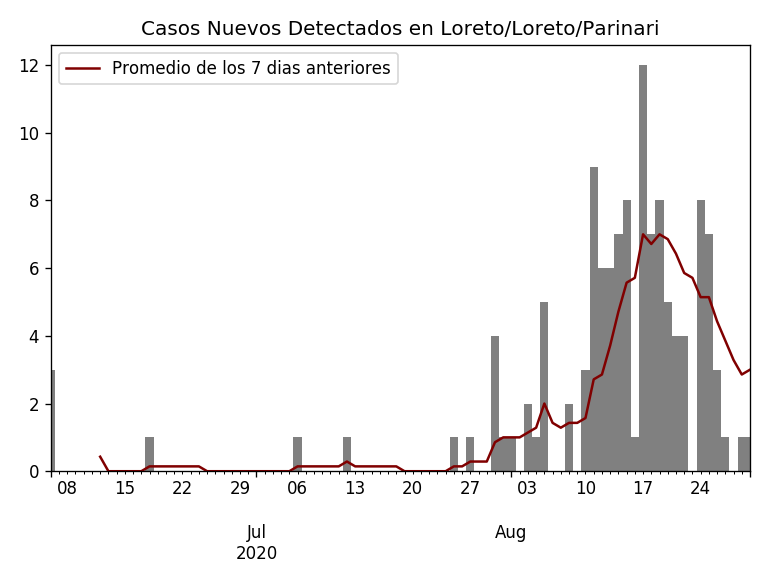 Casos Nuevos Detectados en Loreto/Loreto/Parinari
Promedio de los 7 dias anteriores
12
10
8
6
4
2
0
08 15 22 29 06 13 20 27 03 10 17 24
Jul Aug
2020